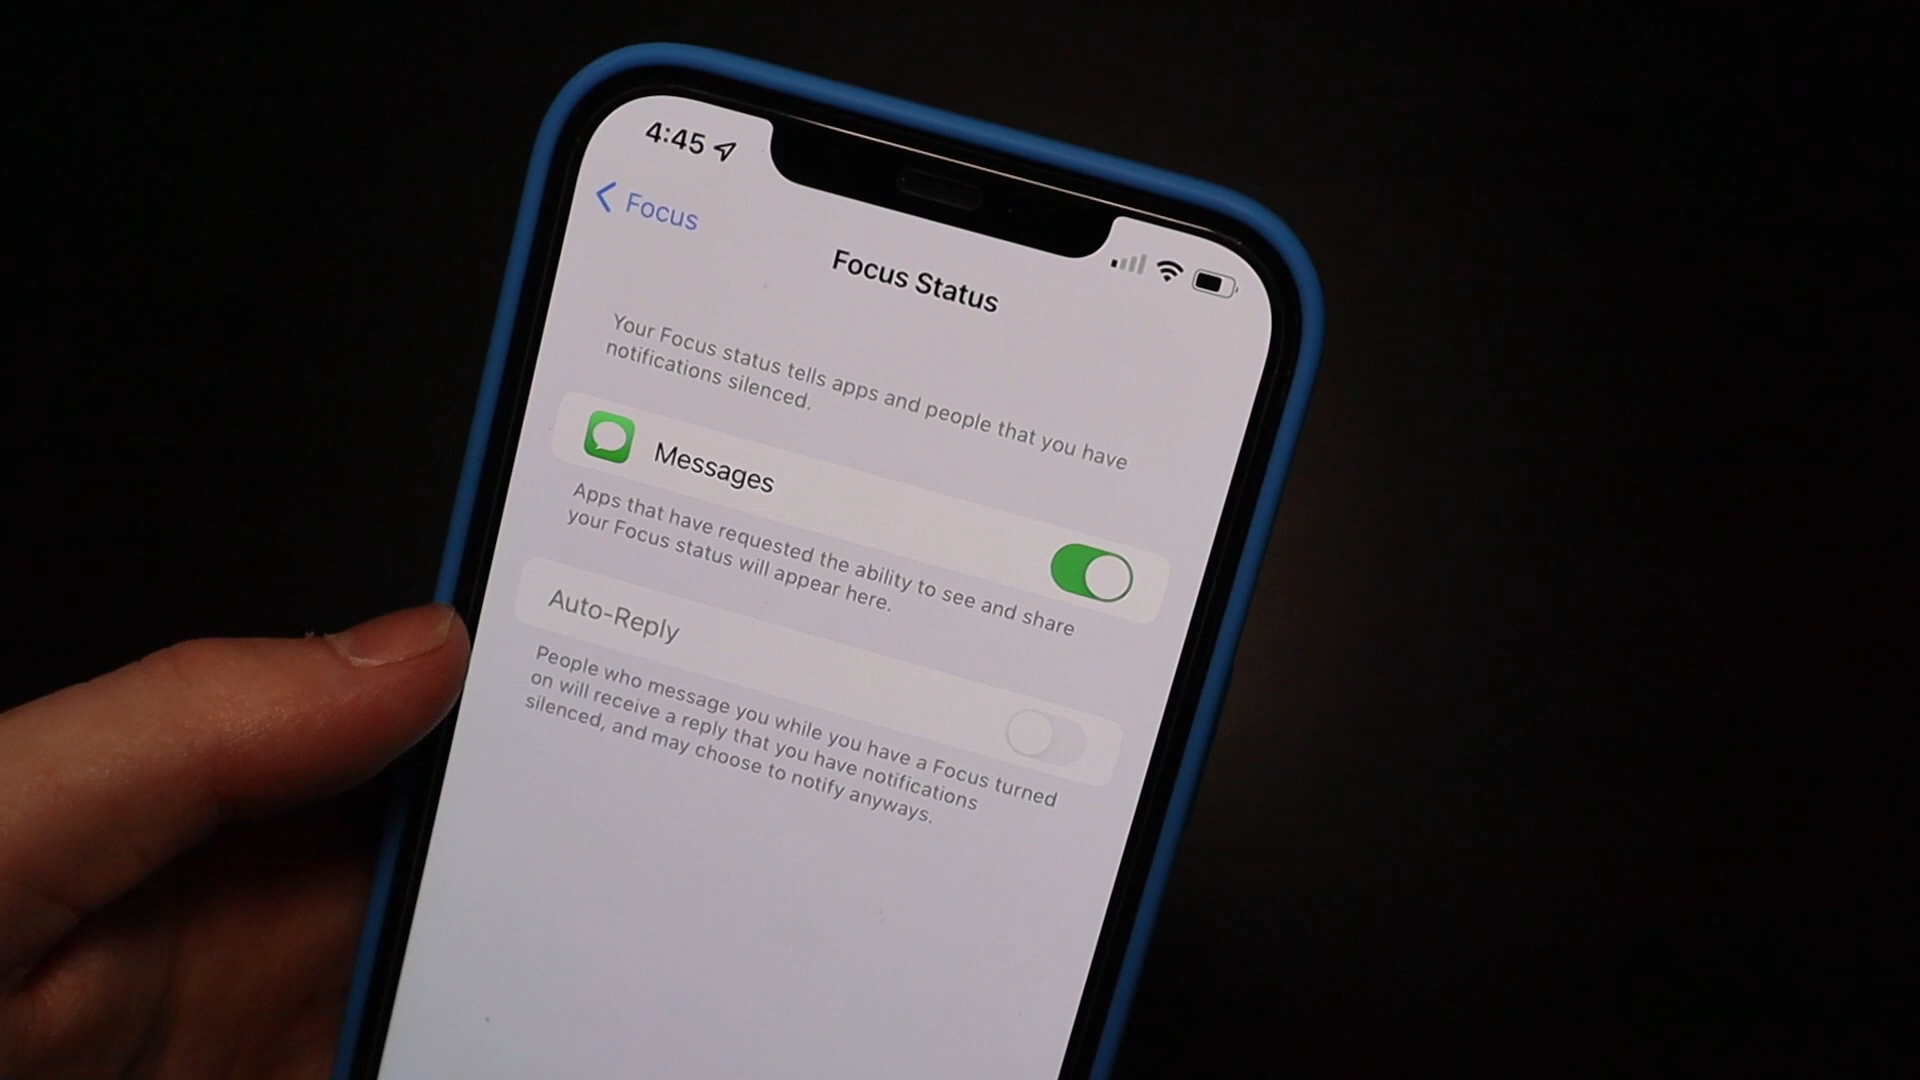 4:45
Focus
Focus Status
Your Focus status tells apps and people that you have
notifications silenced.
Messages
Apps that have requested the ability to see and share
your Focus status will appear here.
Auto-Reply
People who message you while you have a Focus turned
on will receive a reply that you have notifications
silenced, and may choose to notify anyways.